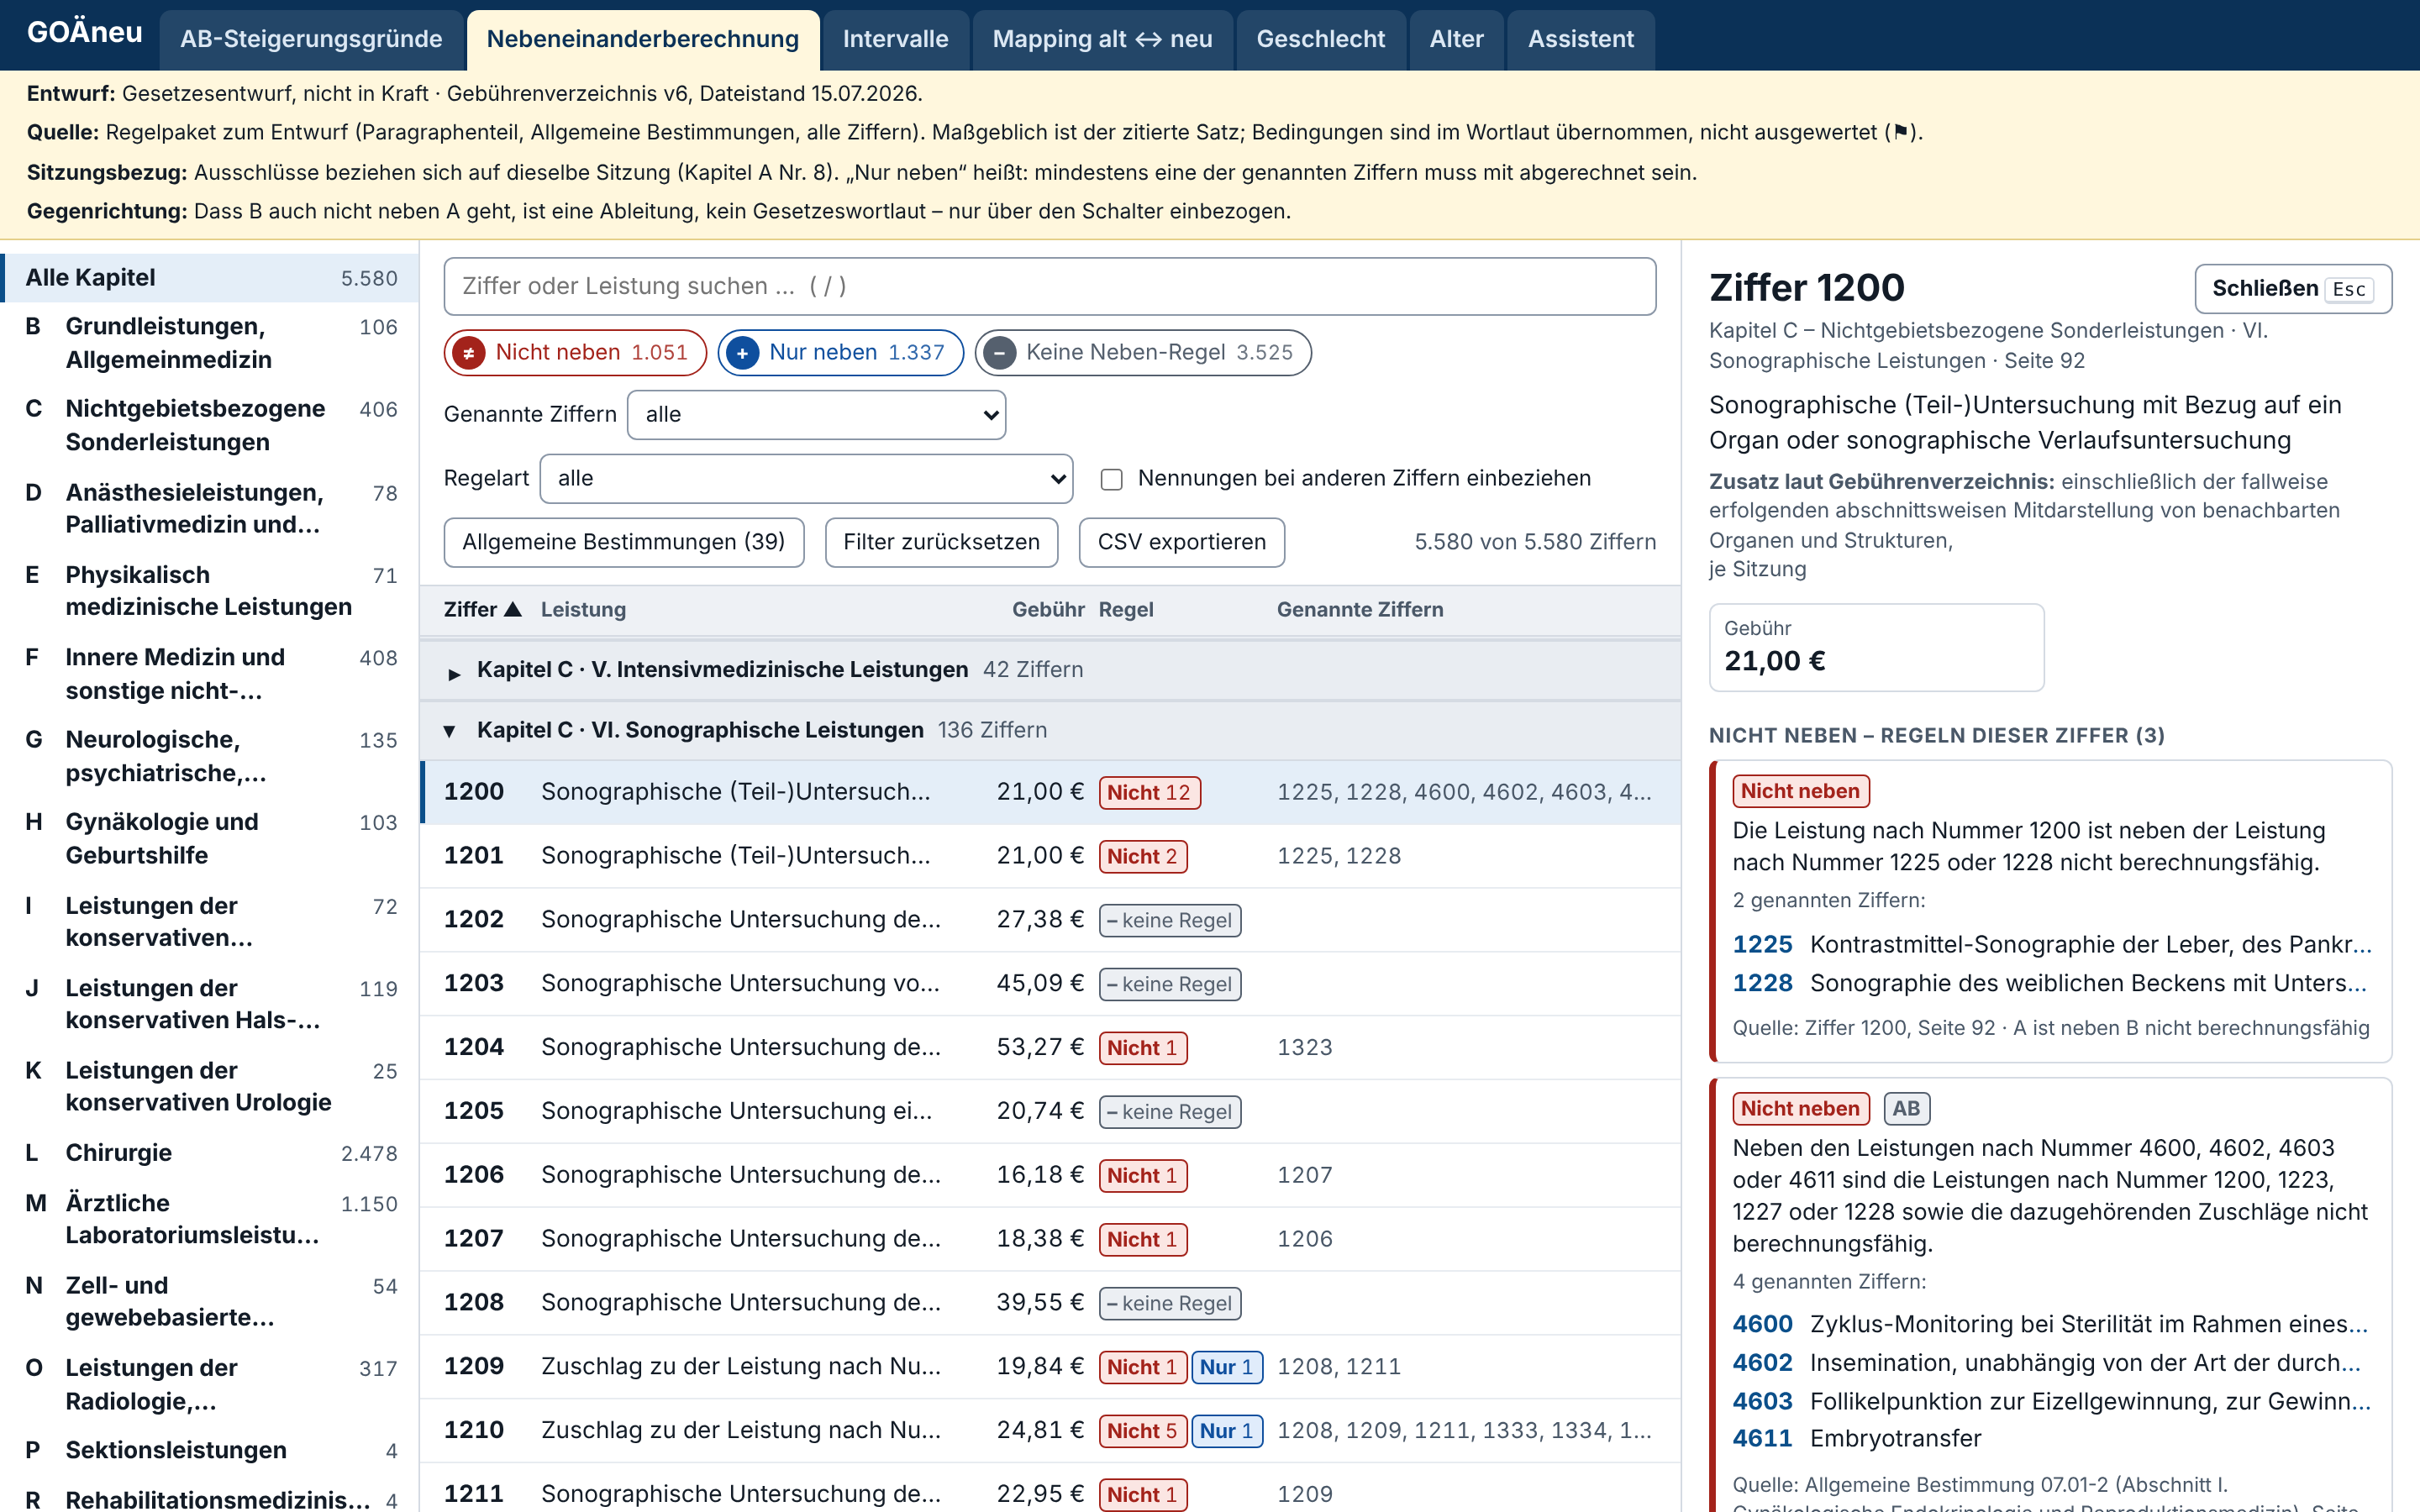 GOÄneu
AB-Steigerungsgründe
Nebeneinanderberechnung
Intervalle
Mapping alt ↔ neu
Geschlecht
Alter
Assistent
Entwurf: Gesetzesentwurf, nicht in Kraft · Gebührenverzeichnis v6, Dateistand 15.07.2026.
Quelle: Regelpaket zum Entwurf (Paragraphenteil, Allgemeine Bestimmungen, alle Ziffern). Maßgeblich ist der zitierte Satz; Bedingungen sind im Wortlaut übernommen, nicht ausgewertet (⚑).
Sitzungsbezug: Ausschlüsse beziehen sich auf dieselbe Sitzung (Kapitel A Nr. 8). „Nur neben“ heißt: mindestens eine der genannten Ziffern muss mit abgerechnet sein.
Gegenrichtung: Dass B auch nicht neben A geht, ist eine Ableitung, kein Gesetzeswortlaut – nur über den Schalter einbezogen.
Alle Kapitel 5.580
B Grundleistungen, 106
Allgemeinmedizin
C Nichtgebietsbezogene 406
Sonderleistungen
D Anästhesieleistungen, 78
Palliativmedizin und…
E Physikalisch 71
medizinische Leistungen
F Innere Medizin und 408
sonstige nicht-…
G Neurologische, 135
psychiatrische,…
H Gynäkologie und 103
Geburtshilfe
I Leistungen der 72
konservativen…
J Leistungen der 119
konservativen Hals-…
K Leistungen der 25
konservativen Urologie
L Chirurgie 2.478
M Ärztliche 1.150
Laboratoriumsleistu…
N Zell- und 54
gewebebasierte…
O Leistungen der 317
Radiologie,…
P Sektionsleistungen 4
R Rehabilitationsmedizinis… 4
Ziffer oder Leistung suchen … ( / )
≠ Nicht neben 1.051
+ Nur neben 1.337
– Keine Neben-Regel 3.525
Genannte Ziffern alle
Regelart alle
Nennungen bei anderen Ziffern einbeziehen
Allgemeine Bestimmungen (39)
Filter zurücksetzen
CSV exportieren
5.580 von 5.580 Ziffern
Ziffer ▲ Leistung Gebühr Regel Genannte Ziffern
▸ Kapitel C · V. Intensivmedizinische Leistungen 42 Ziffern
▾ Kapitel C · VI. Sonographische Leistungen 136 Ziffern
1200 Sonographische (Teil-)Untersuch… 21,00 € Nicht 12 1225, 1228, 4600, 4602, 4603, 4…
1201 Sonographische (Teil-)Untersuch… 21,00 € Nicht 2 1225, 1228
1202 Sonographische Untersuchung de… 27,38 € – keine Regel
1203 Sonographische Untersuchung vo… 45,09 € – keine Regel
1204 Sonographische Untersuchung de… 53,27 € Nicht 1 1323
1205 Sonographische Untersuchung ei… 20,74 € – keine Regel
1206 Sonographische Untersuchung de… 16,18 € Nicht 1 1207
1207 Sonographische Untersuchung de… 18,38 € Nicht 1 1206
1208 Sonographische Untersuchung de… 39,55 € – keine Regel
1209 Zuschlag zu der Leistung nach Nu… 19,84 € Nicht 1 Nur 1 1208, 1211
1210 Zuschlag zu der Leistung nach Nu… 24,81 € Nicht 5 Nur 1 1208, 1209, 1211, 1333, 1334, 1…
1211 Sonographische Untersuchung de… 22,95 € Nicht 1 1209
Ziffer 1200
Schließen Esc
Kapitel C – Nichtgebietsbezogene Sonderleistungen · VI.
Sonographische Leistungen · Seite 92
Sonographische (Teil-)Untersuchung mit Bezug auf ein
Organ oder sonographische Verlaufsuntersuchung
Zusatz laut Gebührenverzeichnis: einschließlich der fallweise
erfolgenden abschnittsweisen Mitdarstellung von benachbarten
Organen und Strukturen,
je Sitzung
Gebühr
21,00 €
NICHT NEBEN – REGELN DIESER ZIFFER (3)
Nicht neben
Die Leistung nach Nummer 1200 ist neben der Leistung
nach Nummer 1225 oder 1228 nicht berechnungsfähig.
2 genannten Ziffern:
1225 Kontrastmittel-Sonographie der Leber, des Pankr…
1228 Sonographie des weiblichen Beckens mit Unters…
Quelle: Ziffer 1200, Seite 92 · A ist neben B nicht berechnungsfähig
Nicht neben AB
Neben den Leistungen nach Nummer 4600, 4602, 4603
oder 4611 sind die Leistungen nach Nummer 1200, 1223,
1227 oder 1228 sowie die dazugehörenden Zuschläge nicht
berechnungsfähig.
4 genannten Ziffern:
4600 Zyklus-Monitoring bei Sterilität im Rahmen eines…
4602 Insemination, unabhängig von der Art der durch…
4603 Follikelpunktion zur Eizellgewinnung, zur Gewinn…
4611 Embryotransfer
Quelle: Allgemeine Bestimmung 07.01-2 (Abschnitt I.
Gynäkologische Endokrinologie und Reproduktionsmedizin), Seite